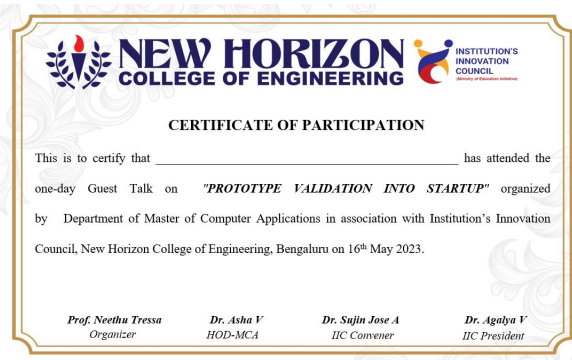 NEW HORIZON
COLLEGE OF ENGINEERING
INSTITUTION'S
INNOVATION
COUNCIL
(Ministry of Education Initiative)
CERTIFICATE OF PARTICIPATION
This is to certify that ______________________________ has attended the
one-day Guest Talk on "PROTOTYPE VALIDATION INTO STARTUP" organized
by Department of Master of Computer Applications in association with Institution's Innovation
Council, New Horizon College of Engineering, Bengaluru on 16th May 2023.
Prof. Neethu Tressa Dr. Asha V Dr. Sujin Jose A Dr. Agalya V
Organizer HOD-MCA IIC Convener IIC President